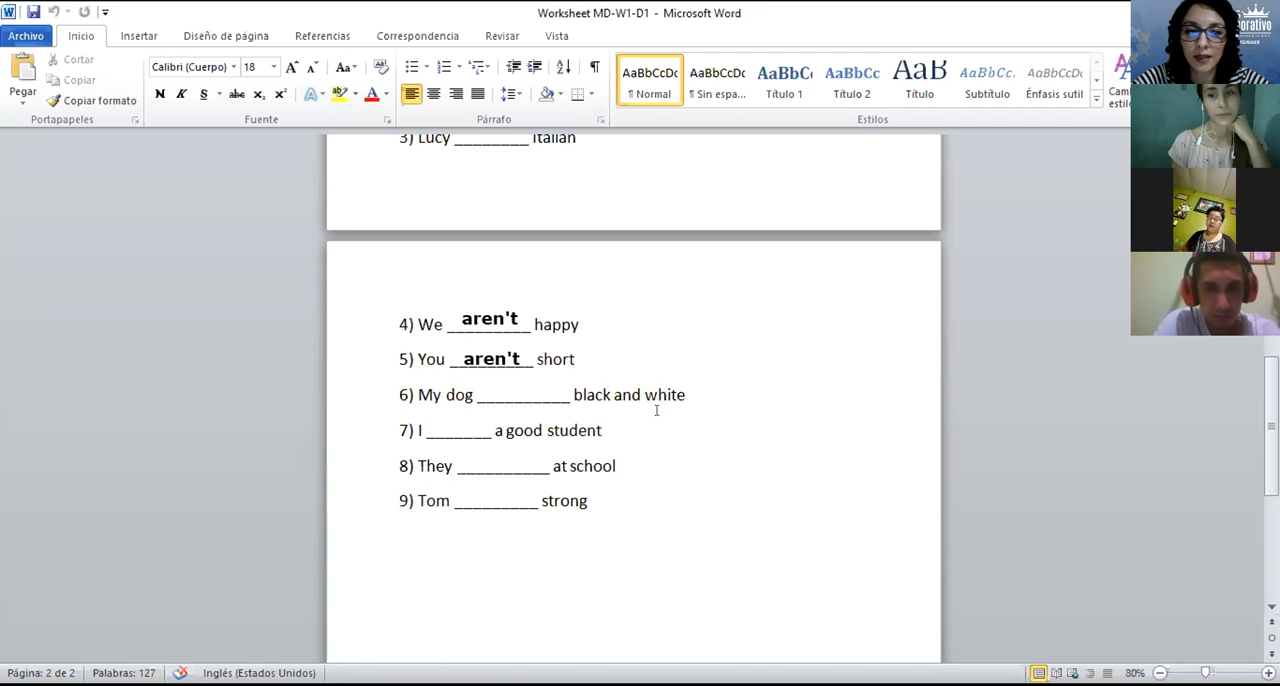 Worksheet MD-W1-D1 - Microsoft Word
Archivo Inicio Insertar Diseño de página Referencias Correspondencia Revisar Vista
Pegar
Cortar
Copiar
Copiar formato
Portapapeles
Calibri (Cuerpo) 18
Fuente
Párrafo
AaBbCcDc AaBbCcDc AaBbC AaBbCc AaB AaBbCc. AaBbCcDc
¶ Normal ¶ Sin espa... Título 1 Título 2 Título Subtítulo Énfasis sutil
Estilos
orativo
3) Lucy ________ Italian
4) We aren't happy
5) You aren't short
6) My dog __________ black and white
7) I _______ a good student
8) They __________ at school
9) Tom _________ strong
Página: 2 de 2 Palabras: 127 Inglés (Estados Unidos) 80%